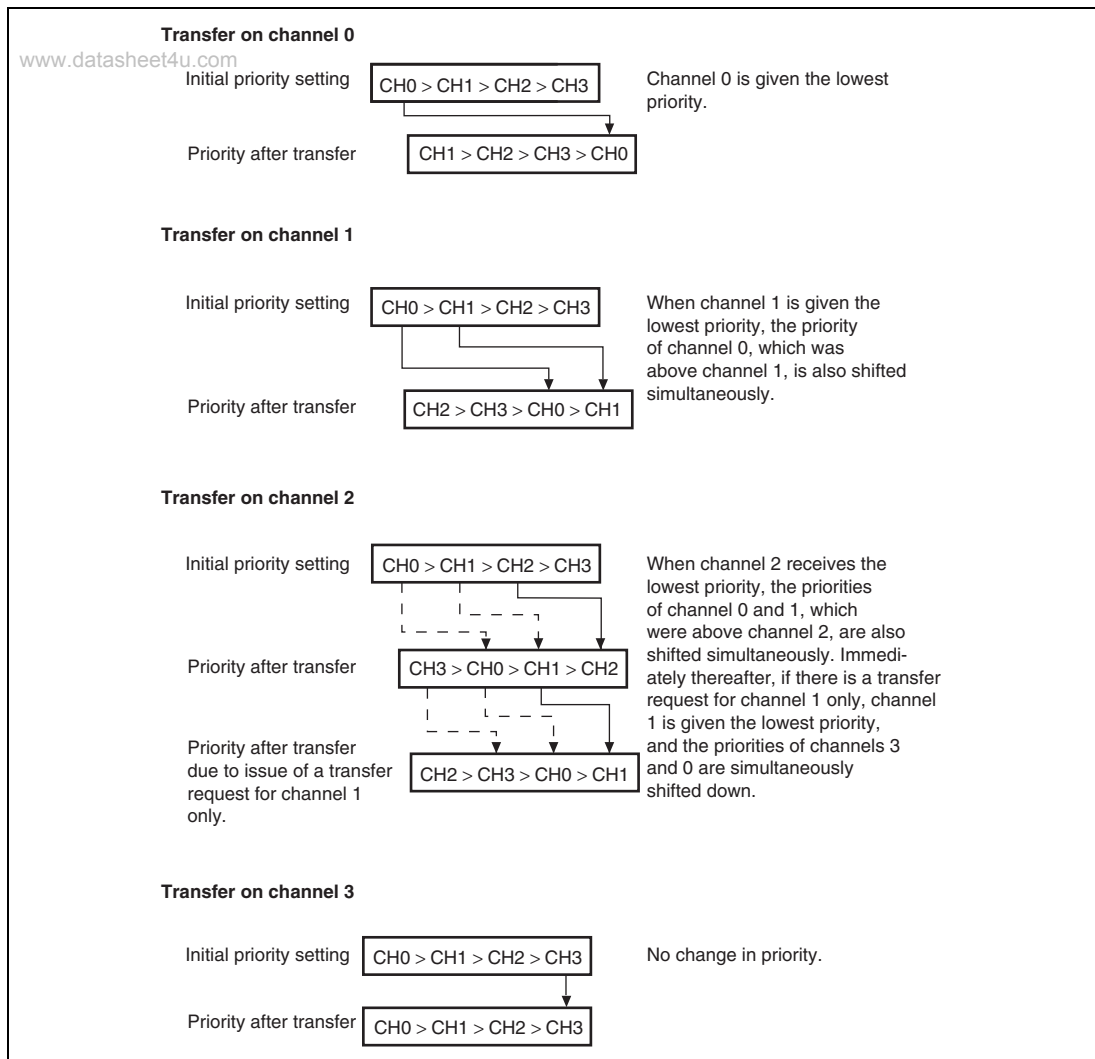 Transfer on channel 0
www.datasheet4u.com
Initial priority setting
CH0 > CH1 > CH2 > CH3
Channel 0 is given the lowest
priority.
Priority after transfer
CH1 > CH2 > CH3 > CH0
Transfer on channel 1
Initial priority setting
CH0 > CH1 > CH2 > CH3
When channel 1 is given the
lowest priority, the priority
of channel 0, which was
above channel 1, is also shifted
simultaneously.
Priority after transfer
CH2 > CH3 > CH0 > CH1
Transfer on channel 2
Initial priority setting
CH0 > CH1 > CH2 > CH3
When channel 2 receives the
lowest priority, the priorities
of channel 0 and 1, which
were above channel 2, are also
shifted simultaneously. Immedi-
ately thereafter, if there is a transfer
request for channel 1 only, channel
1 is given the lowest priority,
and the priorities of channels 3
and 0 are simultaneously
shifted down.
Priority after transfer
CH3 > CH0 > CH1 > CH2
Priority after transfer
due to issue of a transfer
request for channel 1
only.
CH2 > CH3 > CH0 > CH1
Transfer on channel 3
Initial priority setting
CH0 > CH1 > CH2 > CH3
No change in priority.
Priority after transfer
CH0 > CH1 > CH2 > CH3